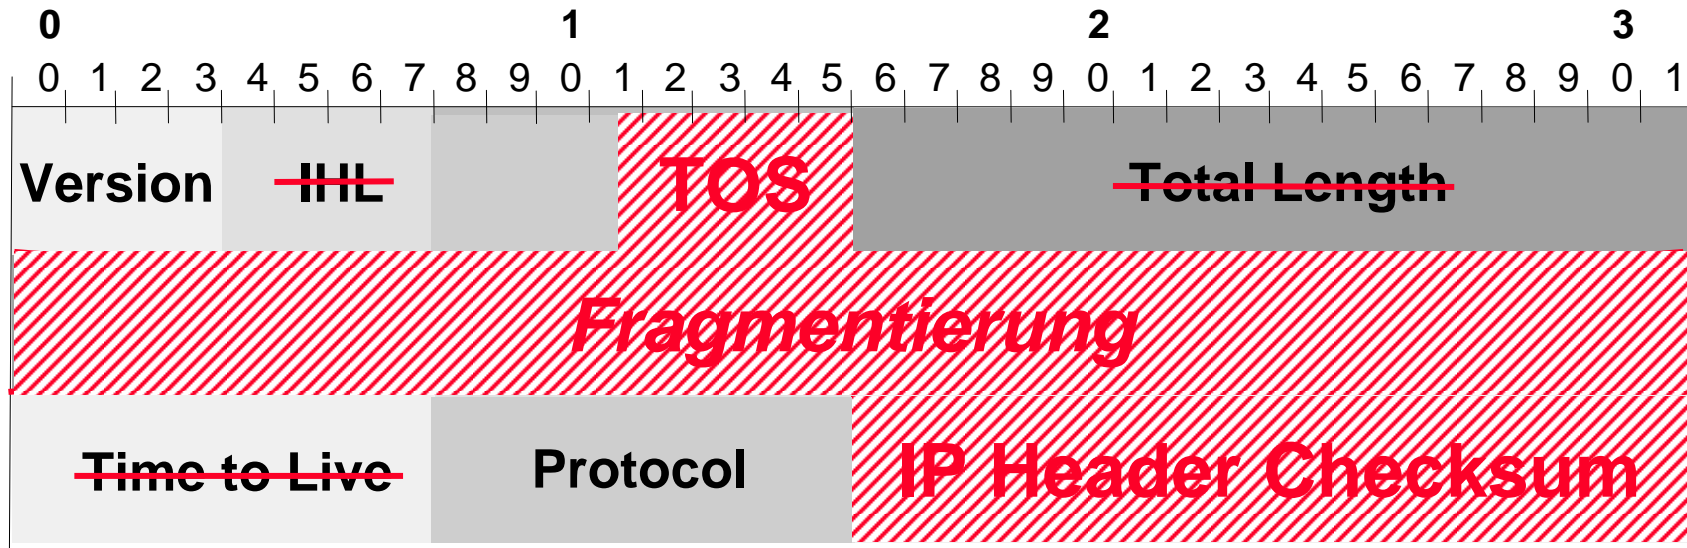 0 1 2 3
0 1 2 3 4 5 6 7 8 9 0 1 2 3 4 5 6 7 8 9 0 1 2 3 4 5 6 7 8 9 0 1
Version IHL TOS Total Length
Fragmentierung
Time to Live Protocol IP Header Checksum